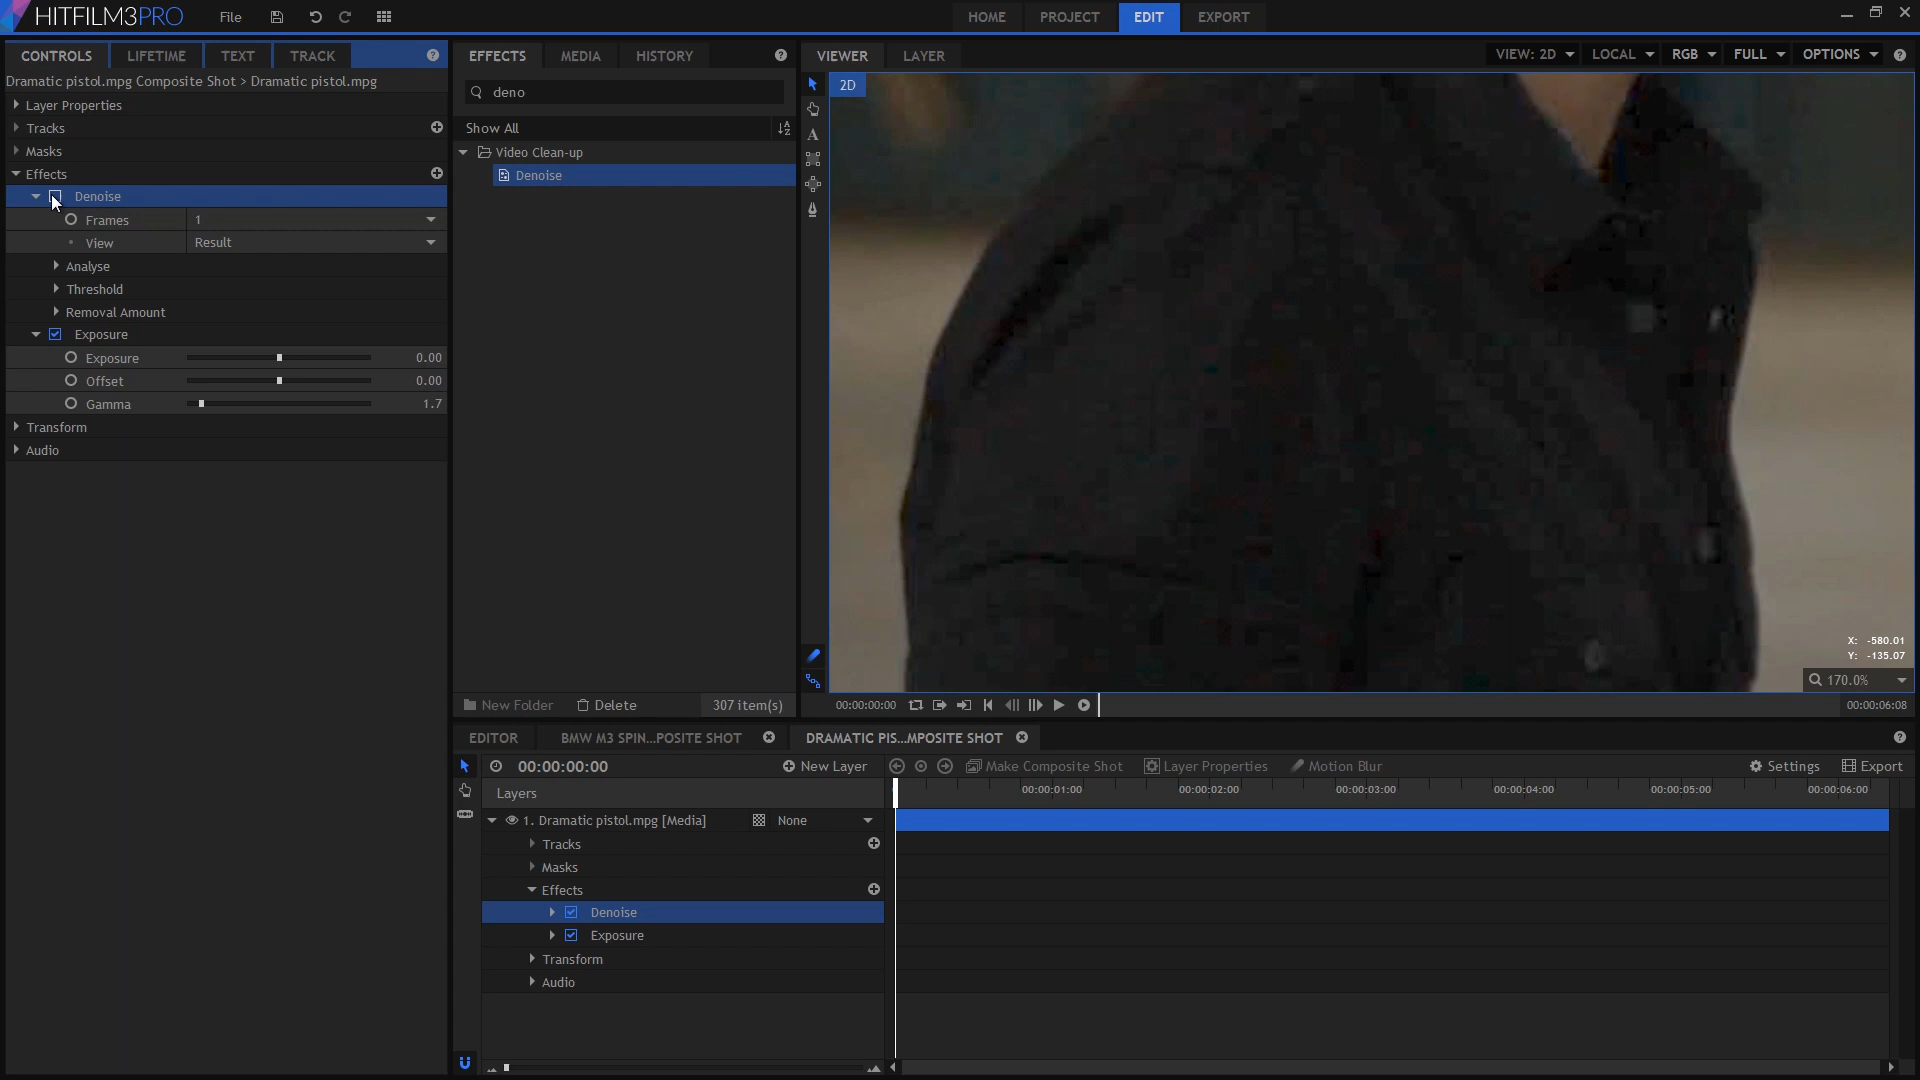 HITFILM3PRO File HOME PROJECT EDIT EXPORT
CONTROLS LIFETIME TEXT TRACK
Dramatic pistol.mpg Composite Shot > Dramatic pistol.mpg
Layer Properties
Tracks
Masks
Effects
Denoise
Frames 1
View Result
Analyse
Threshold
Removal Amount
Exposure
Exposure 0.00
Offset 0.00
Gamma 1.7
Transform
Audio
EFFECTS MEDIA HISTORY
deno
Show All
Video Clean-up
Denoise
New Folder Delete 307 item(s)
VIEWER LAYER VIEW: 2D LOCAL RGB FULL OPTIONS
2D
X: -580.01
Y: -135.07
170.0%
00:00:00:00 00:00:06:08
EDITOR BMW M3 SPIN...POSITE SHOT DRAMATIC PIS...MPOSITE SHOT
00:00:00:00 New Layer Make Composite Shot Layer Properties Motion Blur Settings Export
Layers 00:00:01:00 00:00:02:00 00:00:03:00 00:00:04:00 00:00:05:00 00:00:06:00
1. Dramatic pistol.mpg [Media] None
Tracks
Masks
Effects
Denoise
Exposure
Transform
Audio